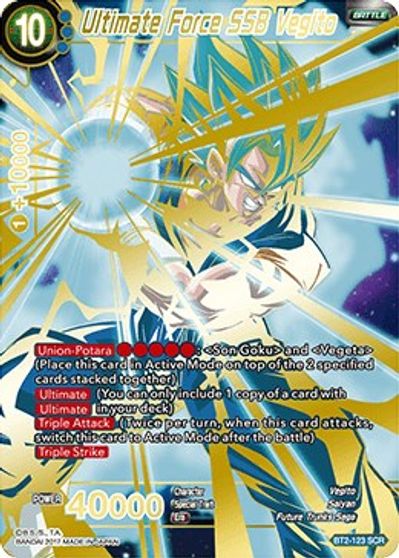 10
Ultimate Force SSB Vegito
BATTLE
1 +10000
Union-Potara : <Son Goku> and <Vegeta>
(Place this card in Active Mode on top of the 2 specified
cards stacked together)
Ultimate (You can only include 1 copy of a card with
Ultimate in your deck)
Triple Attack (Twice per turn, when this card attacks,
switch this card to Active Mode after the battle)
Triple Strike
POWER 40000
Character Vegito
Special Trait Saiyan
Era Future Trunks Saga
©B.S./S., T.A.
BANDAI 2017 MADE IN JAPAN
BT2-123 SCR